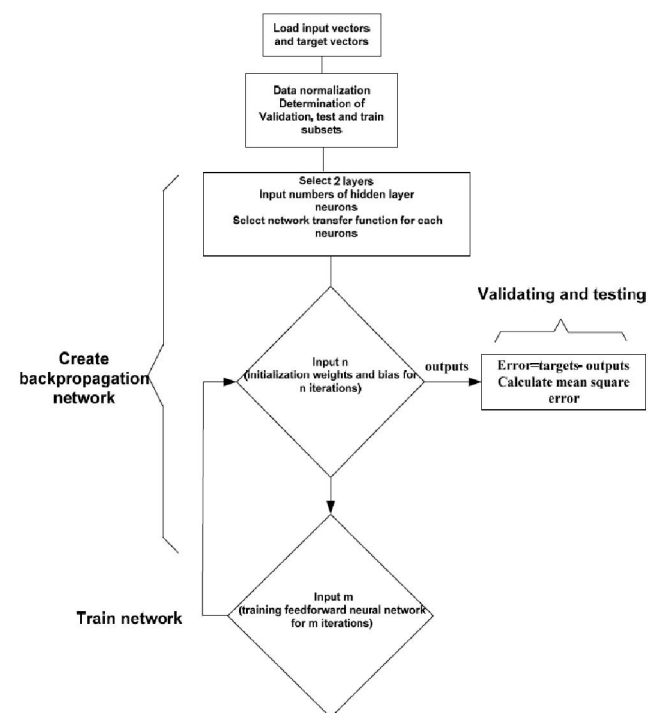 Load input vectors
and target vectors
Data normalization
Determination of
Validation, test and train
subsets
Select 2 layers
Input numbers of hidden layer
neurons
Select network transfer function for each
neurons
Validating and testing
Input n
(initialization weights and bias for
n iterations)
outputs
Error=targets- outputs
Calculate mean square
error
Create
backpropagation
network
Input m
(training feedforward neural network
for m iterations)
Train network